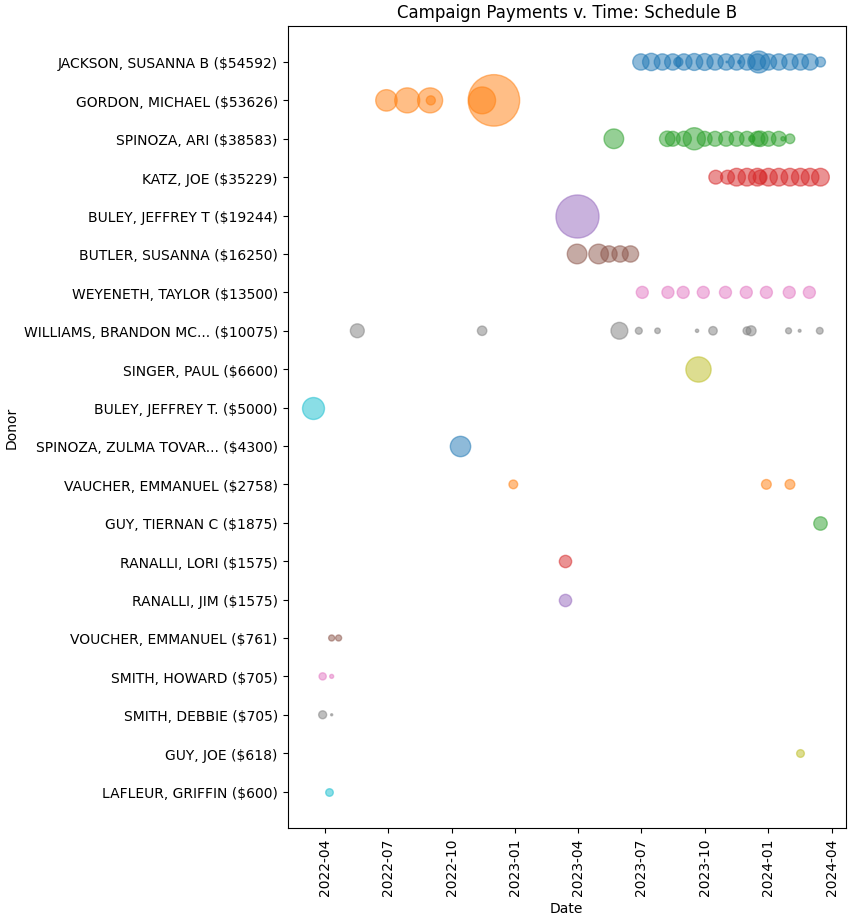 Campaign Payments v. Time: Schedule B
JACKSON, SUSANNA B ($54592)
GORDON, MICHAEL ($53626)
SPINOZA, ARI ($38583)
KATZ, JOE ($35229)
BULEY, JEFFREY T ($19244)
BUTLER, SUSANNA ($16250)
WEYENETH, TAYLOR ($13500)
WILLIAMS, BRANDON MC... ($10075)
SINGER, PAUL ($6600)
BULEY, JEFFREY T. ($5000)
SPINOZA, ZULMA TOVAR... ($4300)
VAUCHER, EMMANUEL ($2758)
GUY, TIERNAN C ($1875)
RANALLI, LORI ($1575)
RANALLI, JIM ($1575)
VOUCHER, EMMANUEL ($761)
SMITH, HOWARD ($705)
SMITH, DEBBIE ($705)
GUY, JOE ($618)
LAFLEUR, GRIFFIN ($600)
Donor
2022-04
2022-07
2022-10
2023-01
2023-04
2023-07
2023-10
2024-01
2024-04
Date